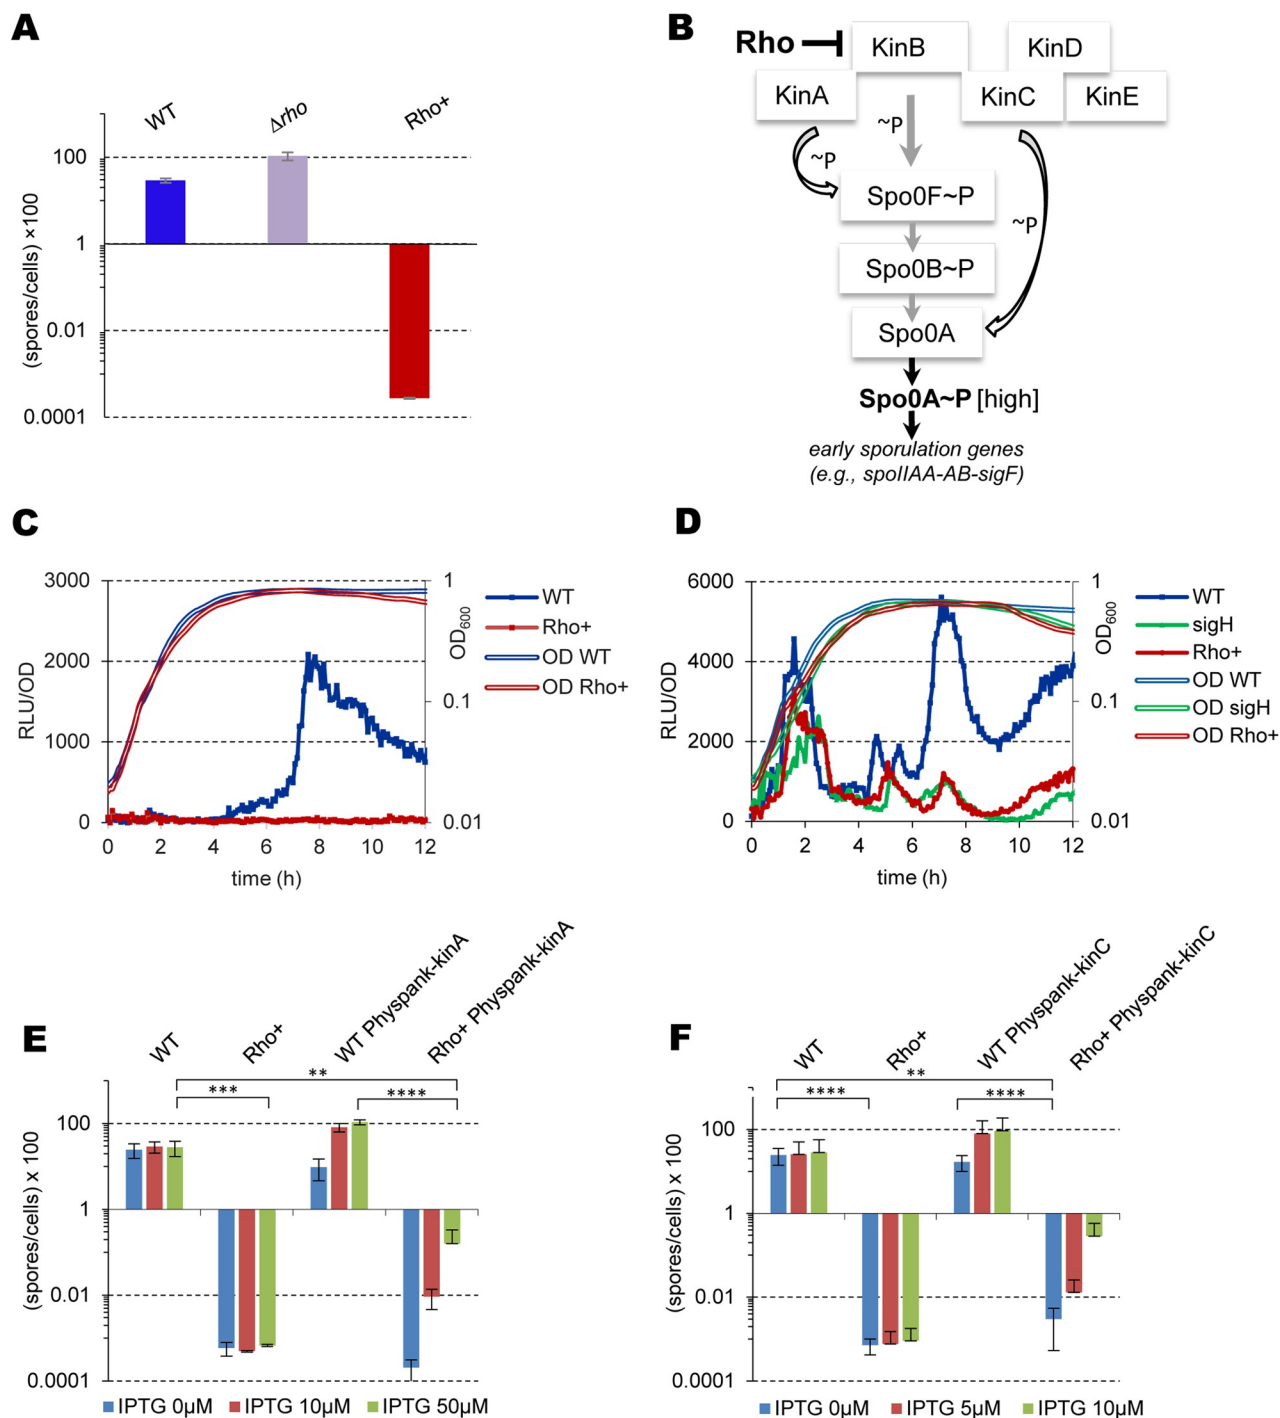 A
WT
Δrho
Rho+
100
1
0.01
0.0001
(spores/cells) ×100
B
Rho
KinB
KinD
KinA
KinC
KinE
~P
~P
~P
Spo0F~P
Spo0B~P
Spo0A
Spo0A~P [high]
early sporulation genes
(e.g., spoIIAA-AB-sigF)
C
3000
2000
1000
0
RLU/OD
1
0.1
0.01
OD600
0 2 4 6 8 10 12
time (h)
WT
Rho+
OD WT
OD Rho+
D
6000
4000
2000
0
RLU/OD
1
0.1
0.01
OD600
0 2 4 6 8 10 12
time (h)
WT
sigH
Rho+
OD WT
OD sigH
OD Rho+
E
WT
Rho+
WT Physpank-kinA
Rho+ Physpank-kinA
**
***
****
100
1
0.01
0.0001
(spores/cells) x 100
IPTG 0µM IPTG 10µM IPTG 50µM
F
WT
Rho+
WT Physpank-kinC
Rho+ Physpank-kinC
**
****
****
100
1
0.01
0.0001
(spores/cells) x 100
IPTG 0µM IPTG 5µM IPTG 10µM